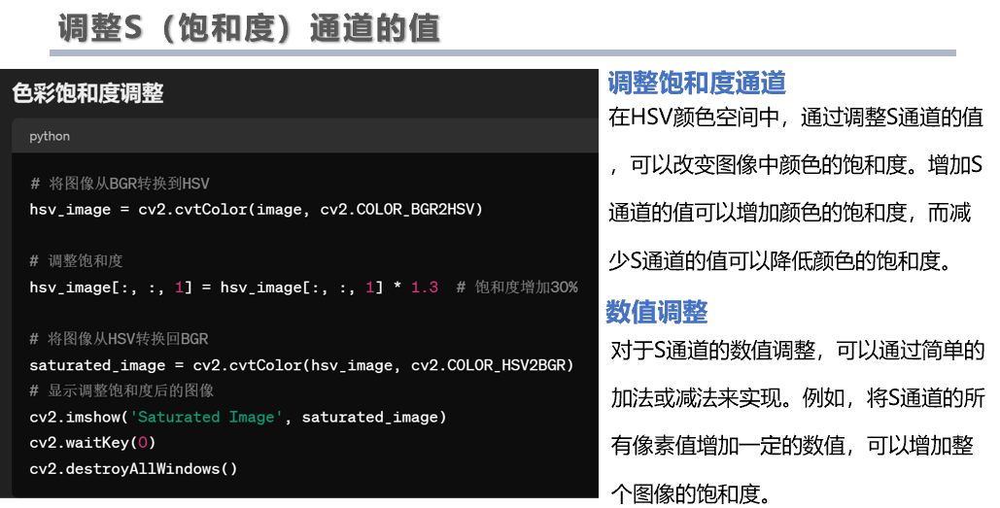 调整S（饱和度）通道的值
色彩饱和度调整
python
# 将图像从BGR转换到HSV
hsv_image = cv2.cvtColor(image, cv2.COLOR_BGR2HSV)
# 调整饱和度
hsv_image[:, :, 1] = hsv_image[:, :, 1] * 1.3  # 饱和度增加30%
# 将图像从HSV转换回BGR
saturated_image = cv2.cvtColor(hsv_image, cv2.COLOR_HSV2BGR)
# 显示调整饱和度后的图像
cv2.imshow('Saturated Image', saturated_image)
cv2.waitKey(0)
cv2.destroyAllWindows()
调整饱和度通道
在HSV颜色空间中，通过调整S通道的值
，可以改变图像中颜色的饱和度。增加S
通道的值可以增加颜色的饱和度，而减
少S通道的值可以降低颜色的饱和度。
数值调整
对于S通道的数值调整，可以通过简单的
加法或减法来实现。例如，将S通道的所
有像素值增加一定的数值，可以增加整
个图像的饱和度。